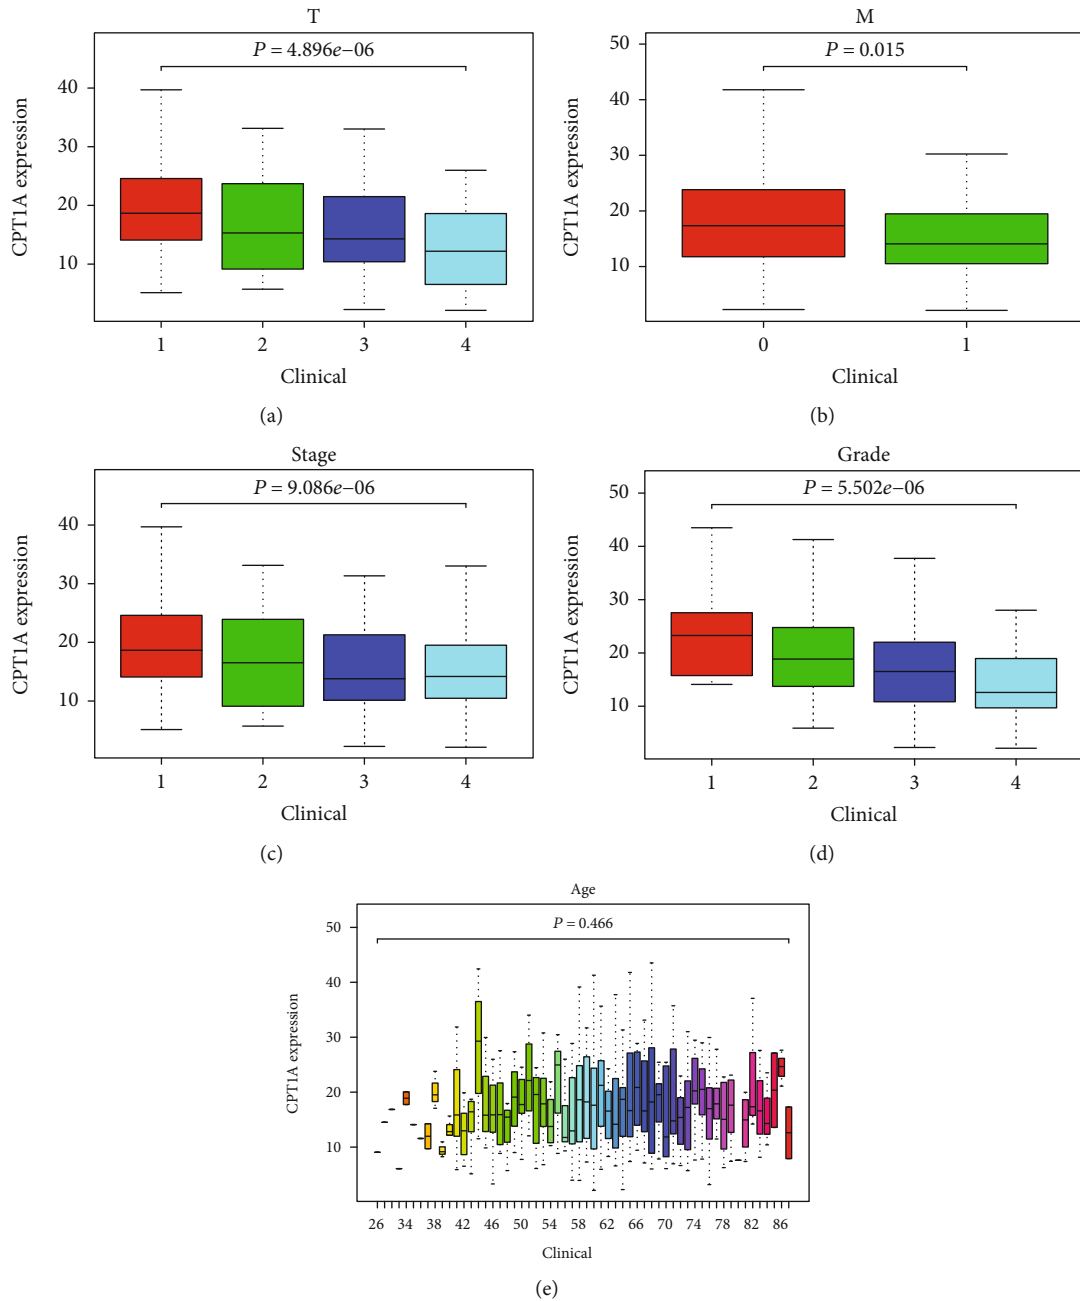 T
P = 4.896e−06
CPT1A expression
40
30
20
10
1 2 3 4
Clinical
(a)
M
P = 0.015
CPT1A expression
50
40
30
20
10
0 1
Clinical
(b)
Stage
P = 9.086e−06
CPT1A expression
40
30
20
10
1 2 3 4
Clinical
(c)
Grade
P = 5.502e−06
CPT1A expression
50
40
30
20
10
1 2 3 4
Clinical
(d)
Age
P = 0.466
CPT1A expression
50
40
30
20
10
26 34 38 42 46 50 54 58 62 66 70 74 78 82 86
Clinical
(e)